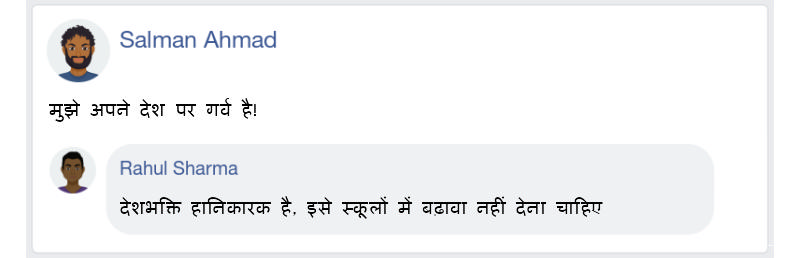 Salman Ahmad
मुझे अपने देश पर गर्व है!
Rahul Sharma
देशभक्ति हानिकारक है, इसे स्कूलों में बढ़ावा नहीं देना चाहिए